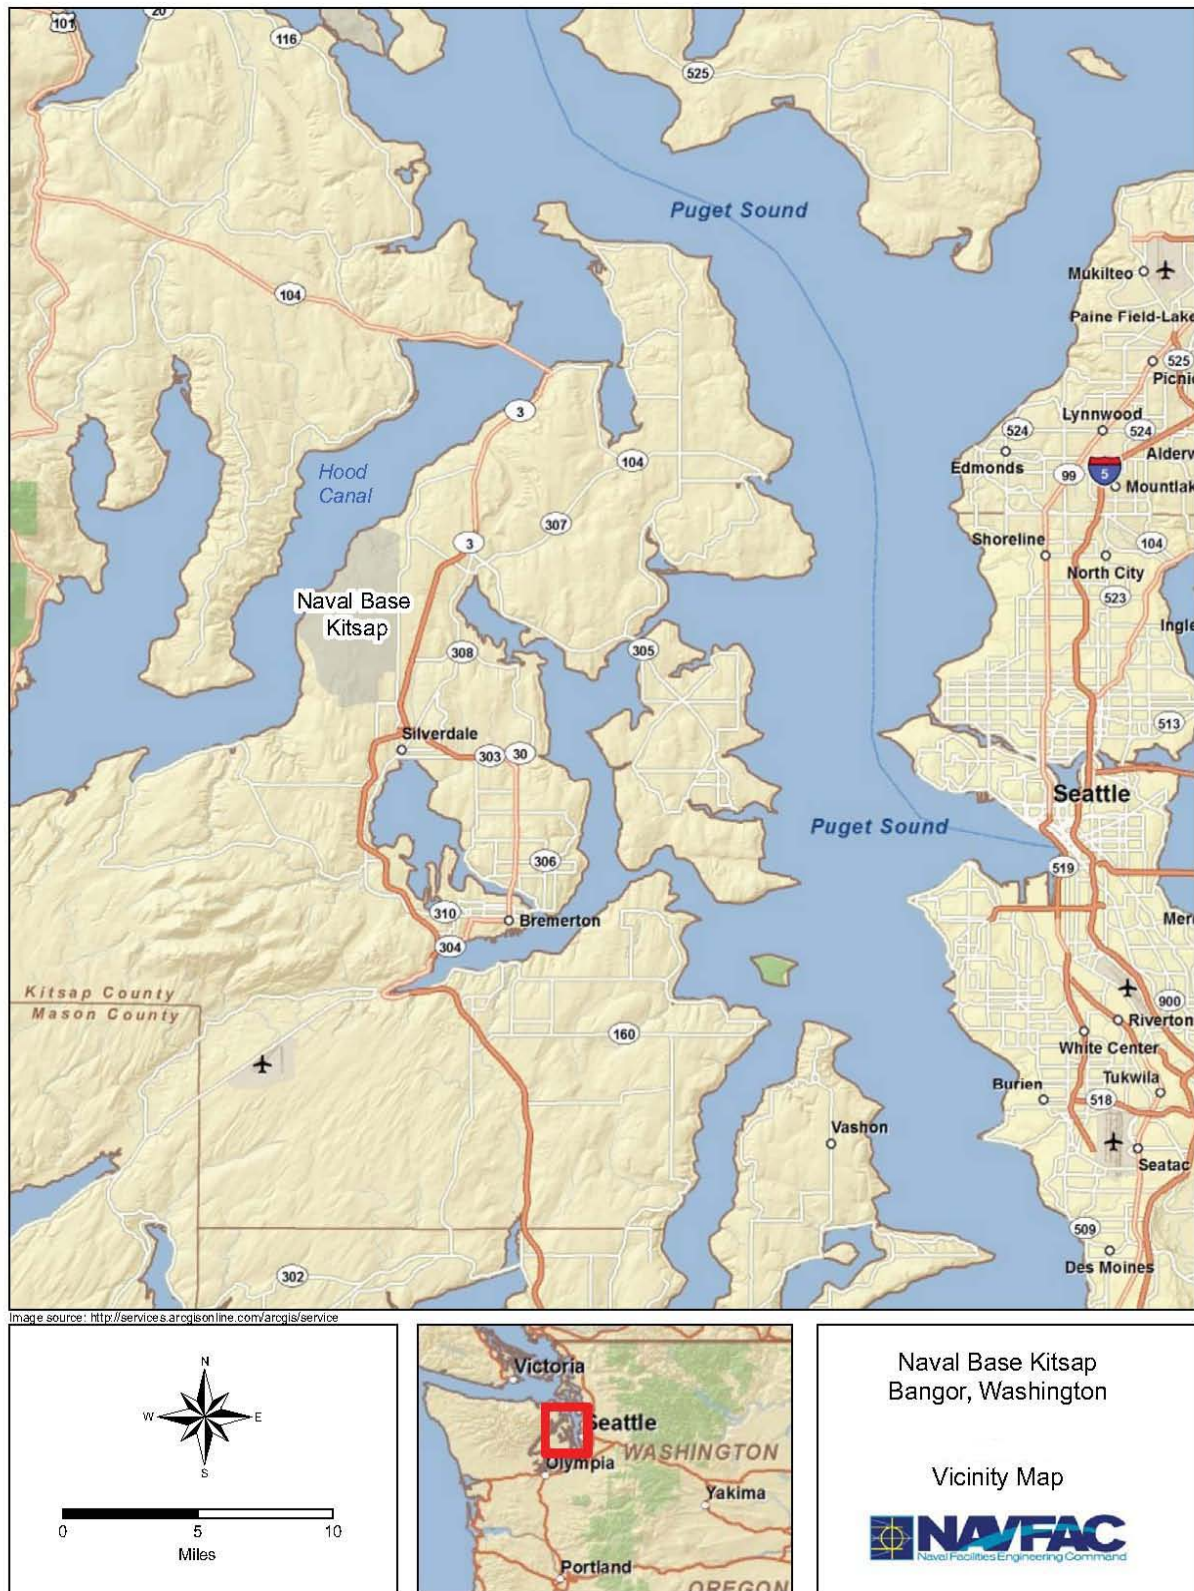 101
20
116
525
Puget Sound
Mukilteo
104
Paine Field-Lake
525
Picnic
3
Lynnwood
524
524
104
Alderw
Edmonds
Hood
Canal
99
5
Mountlak
307
3
Shoreline
104
North City
Naval Base
Kitsap
523
Ingle
308
305
513
Silverdale
303
30
Seattle
Puget Sound
306
519
310
Bremerton
Mer
304
Kitsap County
Mason County
900
160
Riverton
White Center
Tukwila
Burien
518
Vashon
Seatac
509
Des Moines
302
Image source: http://services.arcgisonline.com/arcgis/service
N
W
E
S
0
5
10
Miles
Victoria
Seattle
WASHINGTON
Olympia
Yakima
Portland
OREGON
Naval Base Kitsap
Bangor, Washington
Vicinity Map
NAVFAC
Naval Facilities Engineering Command